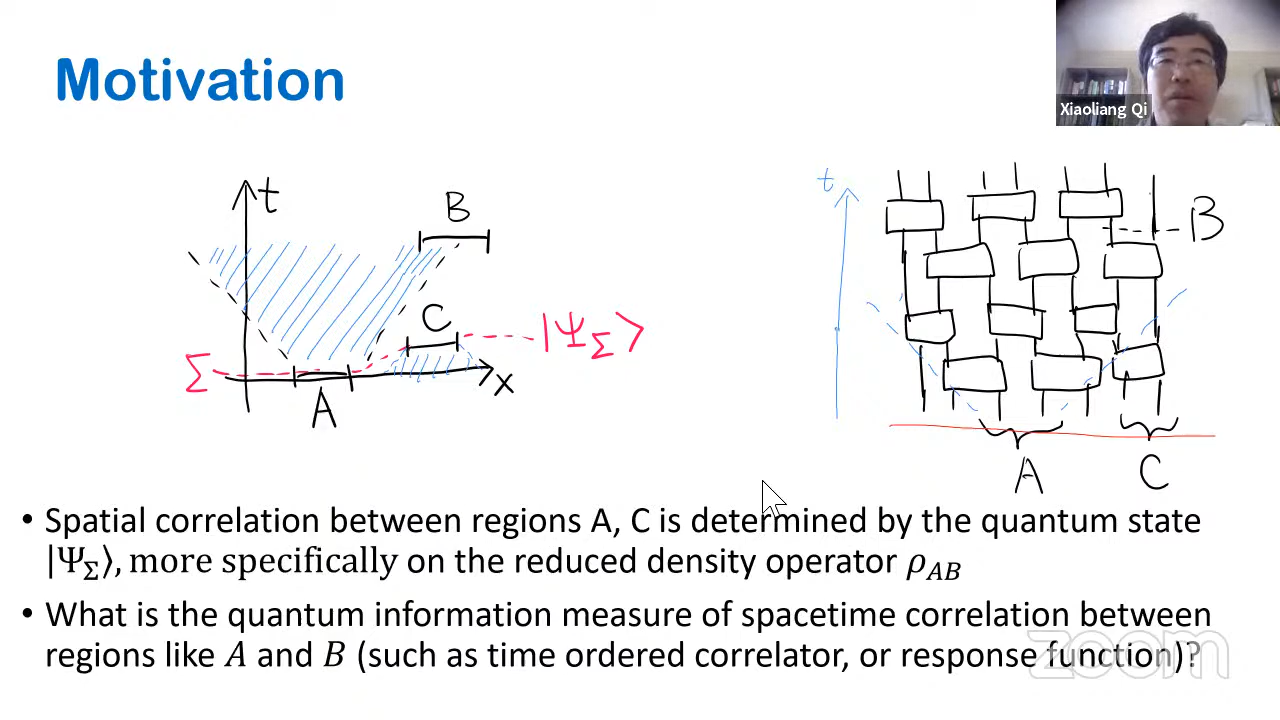 Motivation
Xiaoliang Qi
t
B
C
|Ψ_Σ⟩
Σ
A
x
t
B
A
C
• Spatial correlation between regions A, C is determined by the quantum state
|Ψ_Σ⟩, more specifically on the reduced density operator ρ_AB
• What is the quantum information measure of spacetime correlation between
regions like A and B (such as time ordered correlator, or response function)?
zoom